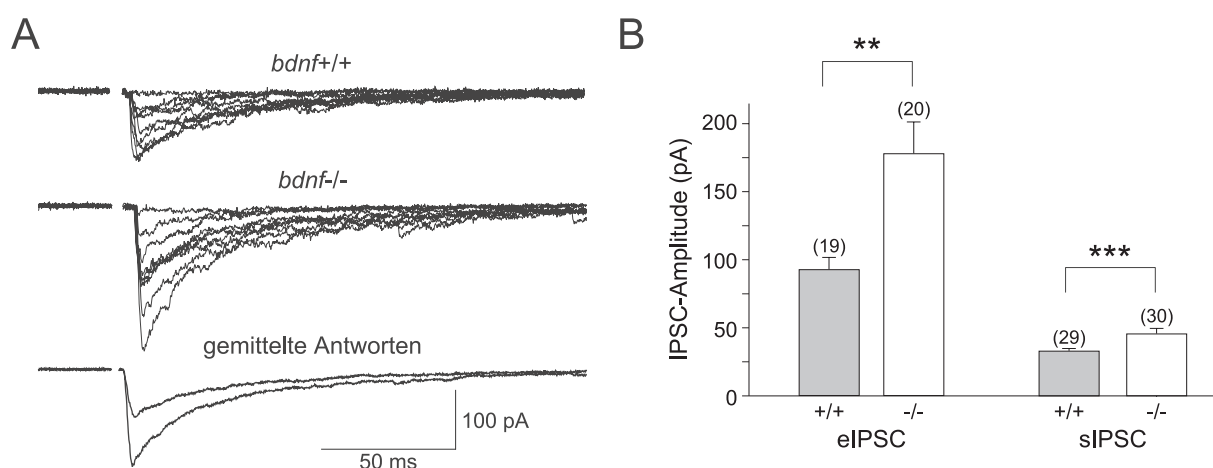 A
bdnf+/+
bdnf-/-
gemittelte Antworten
100 pA
50 ms
B
IPSC-Amplitude (pA)
200
150
100
50
0
**
(20)
(19)
***
(29)
(30)
+/+
-/-
+/+
-/-
eIPSC
sIPSC